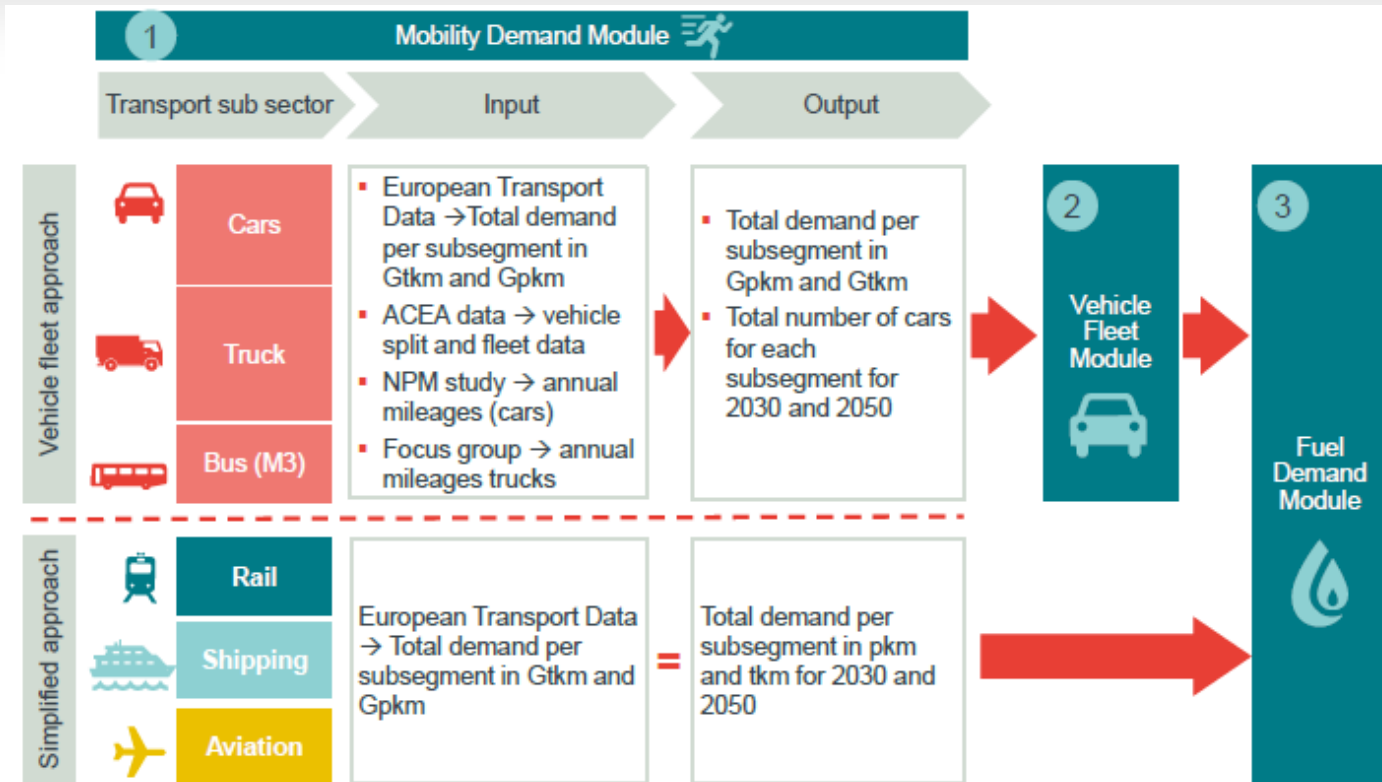 1
Mobility Demand Module
Transport sub sector
Input
Output
Vehicle fleet approach
Cars
Truck
Bus (M3)
▪ European Transport
Data →Total demand
per subsegment in
Gtkm and Gpkm
▪ ACEA data → vehicle
split and fleet data
▪ NPM study → annual
mileages (cars)
▪ Focus group → annual
mileages trucks
▪ Total demand per
subsegment in
Gpkm and Gtkm
▪ Total number of cars
for each
subsegment for
2030 and 2050
2
Vehicle
Fleet
Module
3
Fuel
Demand
Module
Simplified approach
Rail
Shipping
Aviation
European Transport Data
→ Total demand per
subsegment in Gtkm and
Gpkm
=
Total demand per
subsegment in pkm
and tkm for 2030 and
2050